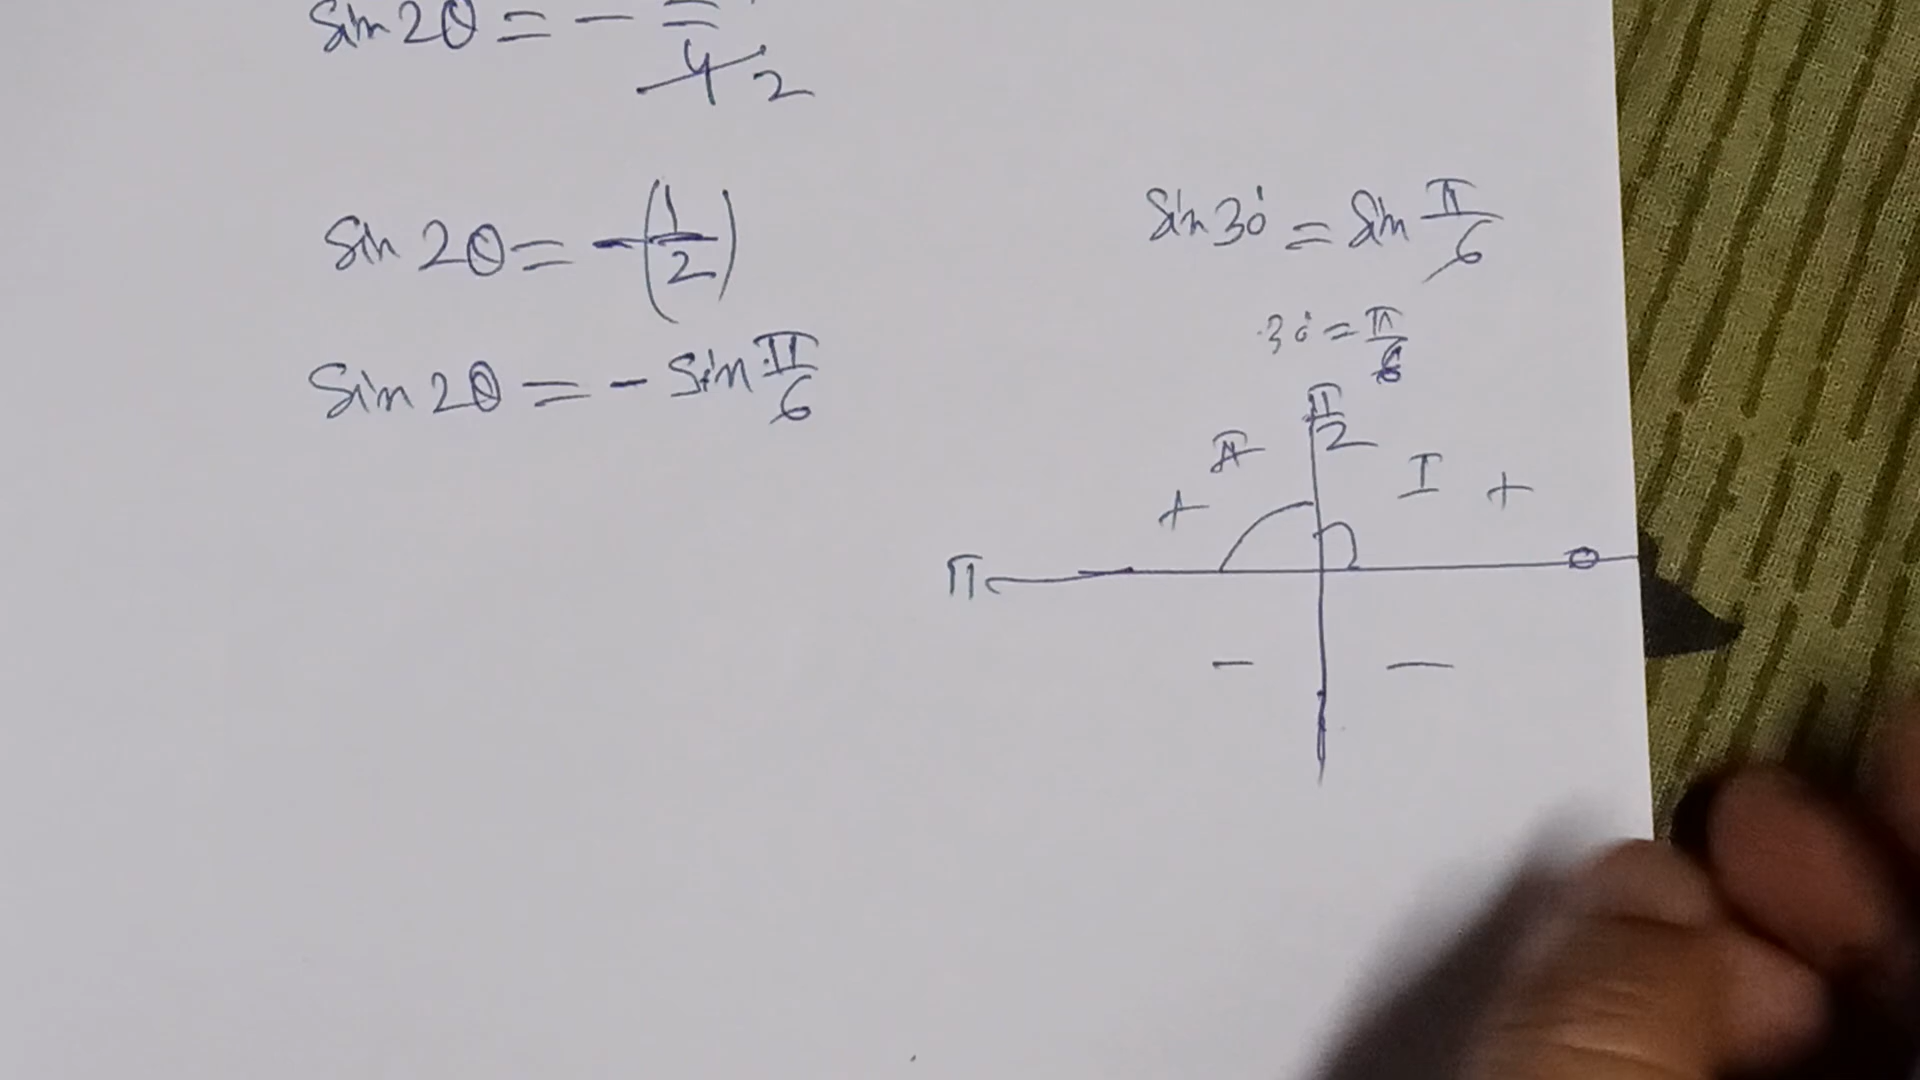 sin 2θ = - 4 2
sin 2θ = -(1/2)
sin 2θ = - sin π/6
sin 30° = sin π/6
30° = π/6
π/2
II I
+ +
π 0
- -